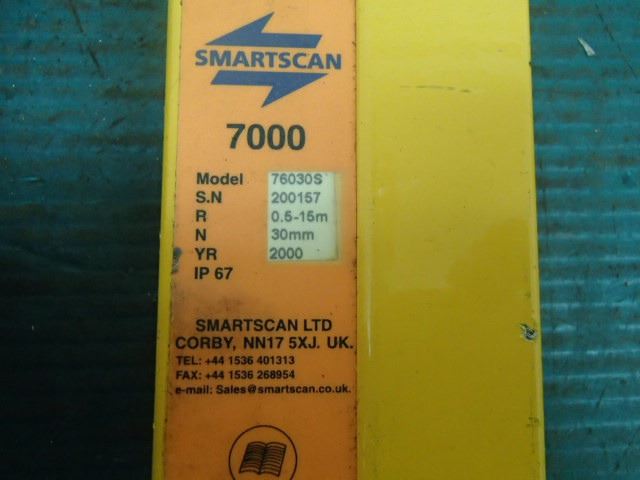 SMARTSCAN
7000
Model 76030S
S.N 200157
R 0.5-15m
N 30mm
YR 2000
IP 67
SMARTSCAN LTD
CORBY, NN17 5XJ. UK.
TEL: +44 1536 401313
FAX: +44 1536 268954
e-mail: Sales@smartscan.co.uk.